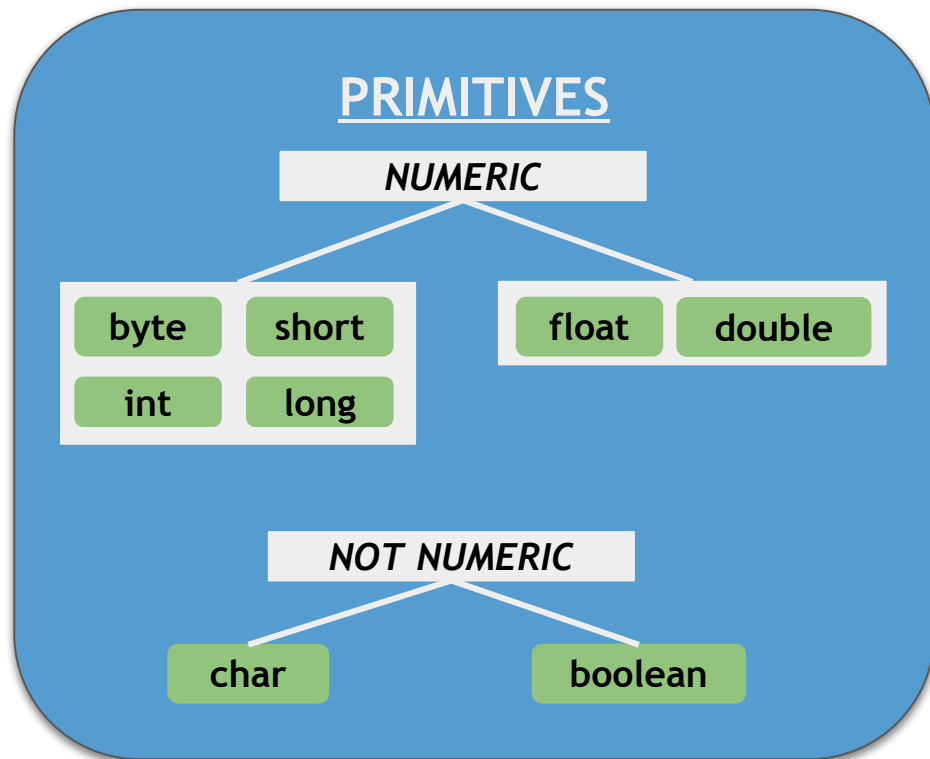 PRIMITIVES
NUMERIC
byte short
int long
float double
NOT NUMERIC
char boolean